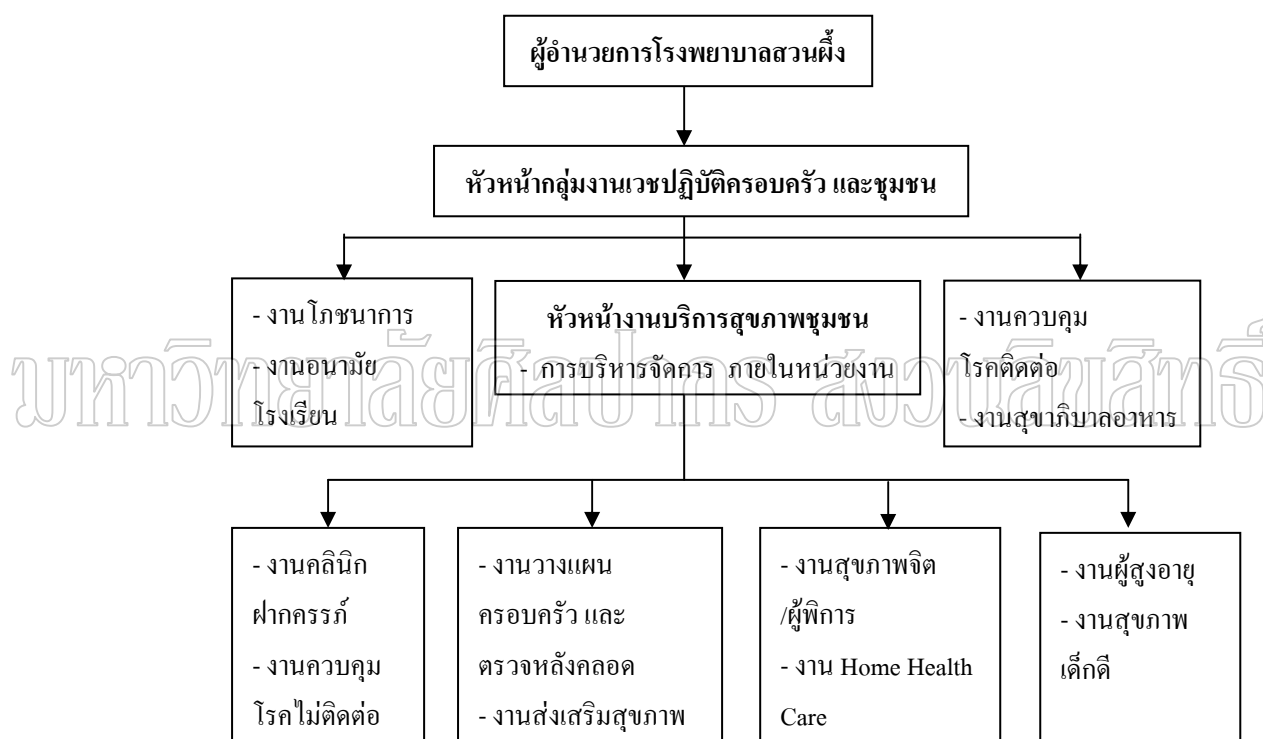 ผู้อำนวยการโรงพยาบาลสวนผึ้ง
หัวหน้ากลุ่มงานเวชปฏิบัติครอบครัว และชุมชน
- งานโภชนาการ
- งานอนามัย
โรงเรียน
หัวหน้างานบริการสุขภาพชุมชน
- การบริหารจัดการ ภายในหน่วยงาน
- งานควบคุม
โรคติดต่อ
- งานสุขาภิบาลอาหาร
มหาวิทยาลัยศิลปากร สงวนลิขสิทธิ์
- งานคลินิก
ฝากครรภ์
- งานควบคุม
โรคไม่ติดต่อ
- งานวางแผน
ครอบครัว และ
ตรวจหลังคลอด
- งานส่งเสริมสุขภาพ
- งานสุขภาพจิต
/ผู้พิการ
- งาน Home Health
Care
- งานผู้สูงอายุ
- งานสุขภาพ
เด็กดี